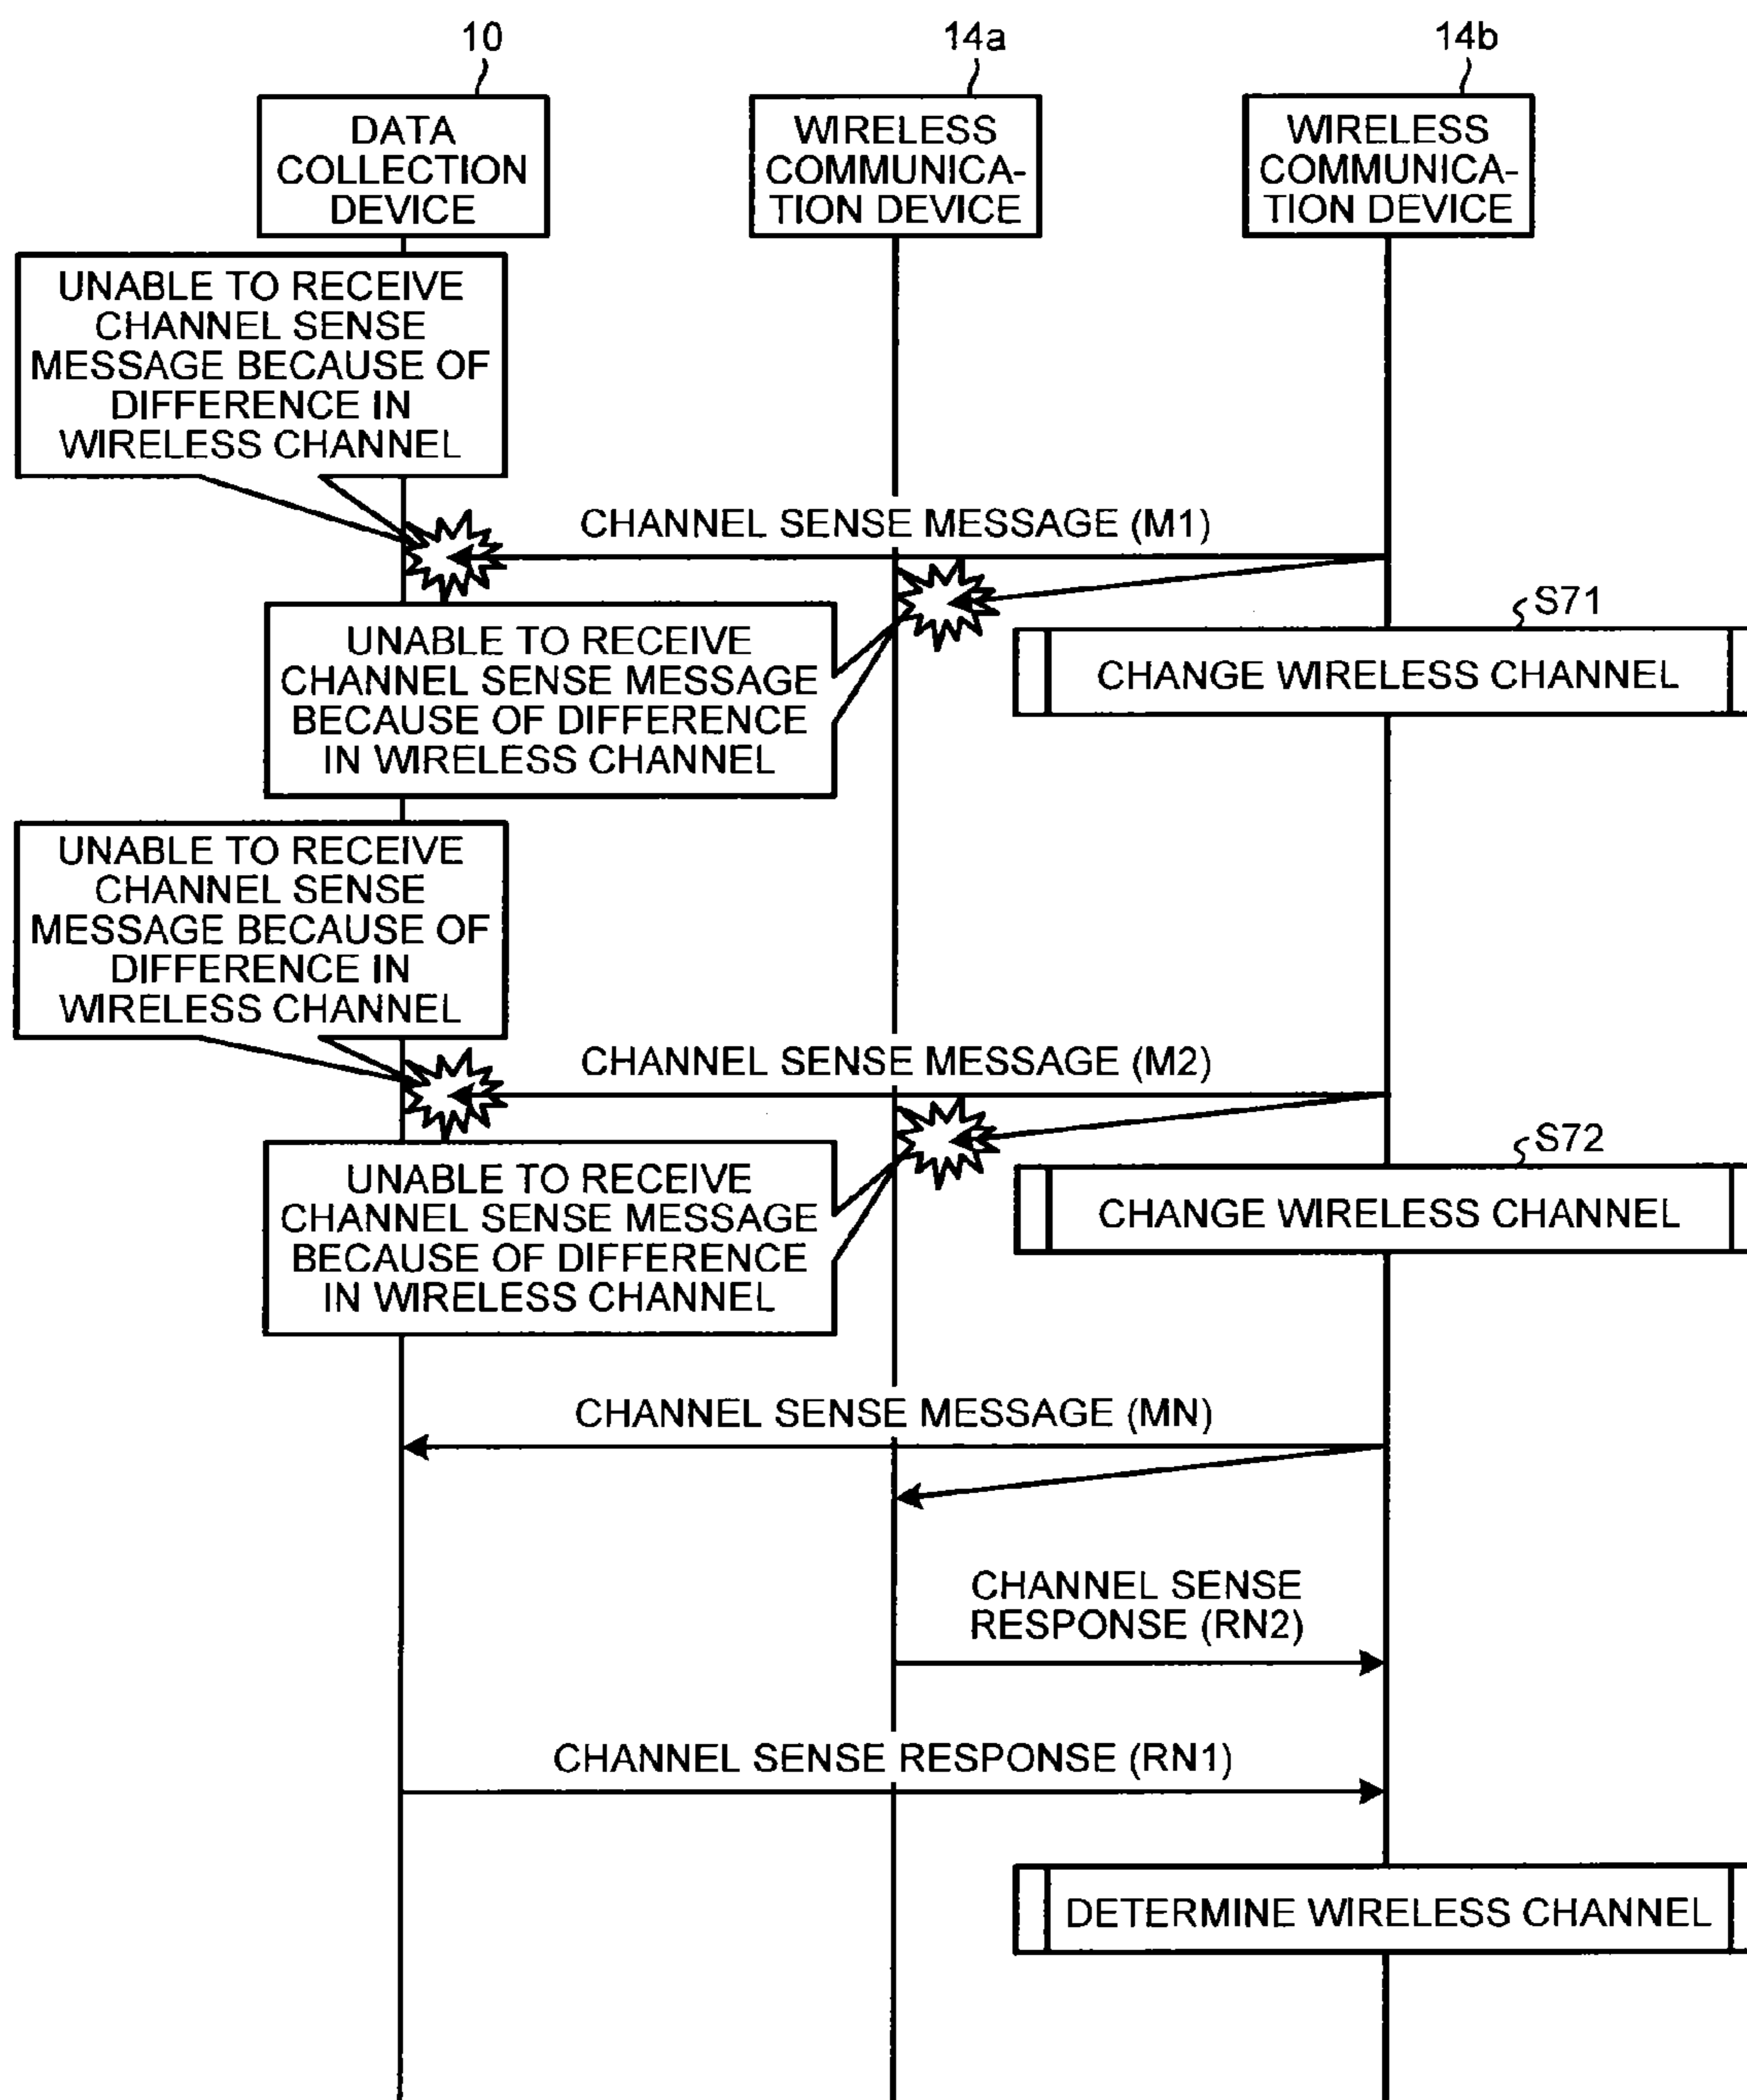 10
14a
14b
DATA
COLLECTION
DEVICE
WIRELESS
COMMUNICA-
TION DEVICE
WIRELESS
COMMUNICA-
TION DEVICE
UNABLE TO RECEIVE
CHANNEL SENSE
MESSAGE BECAUSE OF
DIFFERENCE IN
WIRELESS CHANNEL
CHANNEL SENSE MESSAGE (M1)
S71
UNABLE TO RECEIVE
CHANNEL SENSE MESSAGE
BECAUSE OF DIFFERENCE
IN WIRELESS CHANNEL
CHANGE WIRELESS CHANNEL
UNABLE TO RECEIVE
CHANNEL SENSE
MESSAGE BECAUSE OF
DIFFERENCE IN
WIRELESS CHANNEL
CHANNEL SENSE MESSAGE (M2)
S72
UNABLE TO RECEIVE
CHANNEL SENSE MESSAGE
BECAUSE OF DIFFERENCE
IN WIRELESS CHANNEL
CHANGE WIRELESS CHANNEL
CHANNEL SENSE MESSAGE (MN)
CHANNEL SENSE
RESPONSE (RN2)
CHANNEL SENSE RESPONSE (RN1)
DETERMINE WIRELESS CHANNEL